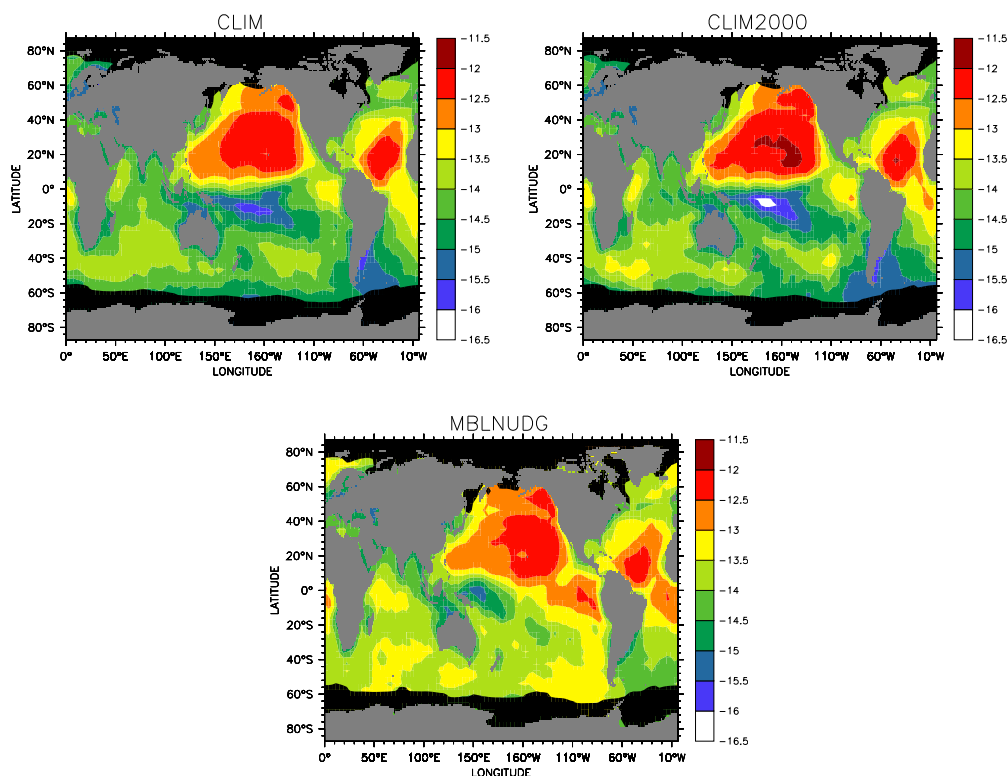 CLIM
80°N
60°N
40°N
20°N
0°
20°S
40°S
60°S
80°S
LATITUDE
0° 50°E 100°E 150°E 160°W 110°W 60°W 10°W
LONGITUDE
-11.5
-12
-12.5
-13
-13.5
-14
-14.5
-15
-15.5
-16
-16.5
CLIM2000
80°N
60°N
40°N
20°N
0°
20°S
40°S
60°S
80°S
LATITUDE
0° 50°E 100°E 150°E 160°W 110°W 60°W 10°W
LONGITUDE
-11.5
-12
-12.5
-13
-13.5
-14
-14.5
-15
-15.5
-16
-16.5
MBLNUDG
80°N
60°N
40°N
20°N
0°
20°S
40°S
60°S
80°S
LATITUDE
0° 50°E 100°E 150°E 160°W 110°W 60°W 10°W
LONGITUDE
-11.5
-12
-12.5
-13
-13.5
-14
-14.5
-15
-15.5
-16
-16.5